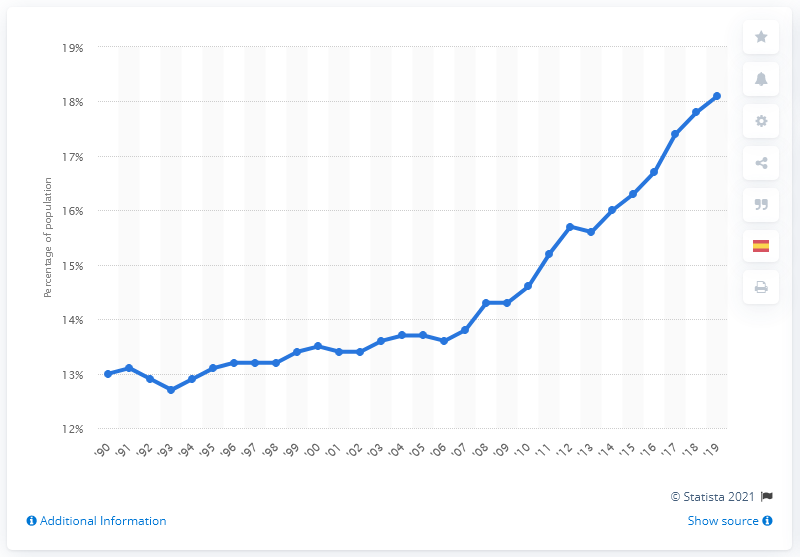 19%
18%
17%
16%
15%
14%
13%
12%
Percentage of population
'90 '91 '92 '93 '94 '95 '96 '97 '98 '99 '00 '01 '02 '03 '04 '05 '06 '07 '08 '09 '10 '11 '12 '13 '14 '15 '16 '17 '18 '19
© Statista 2021
Additional Information
Show source